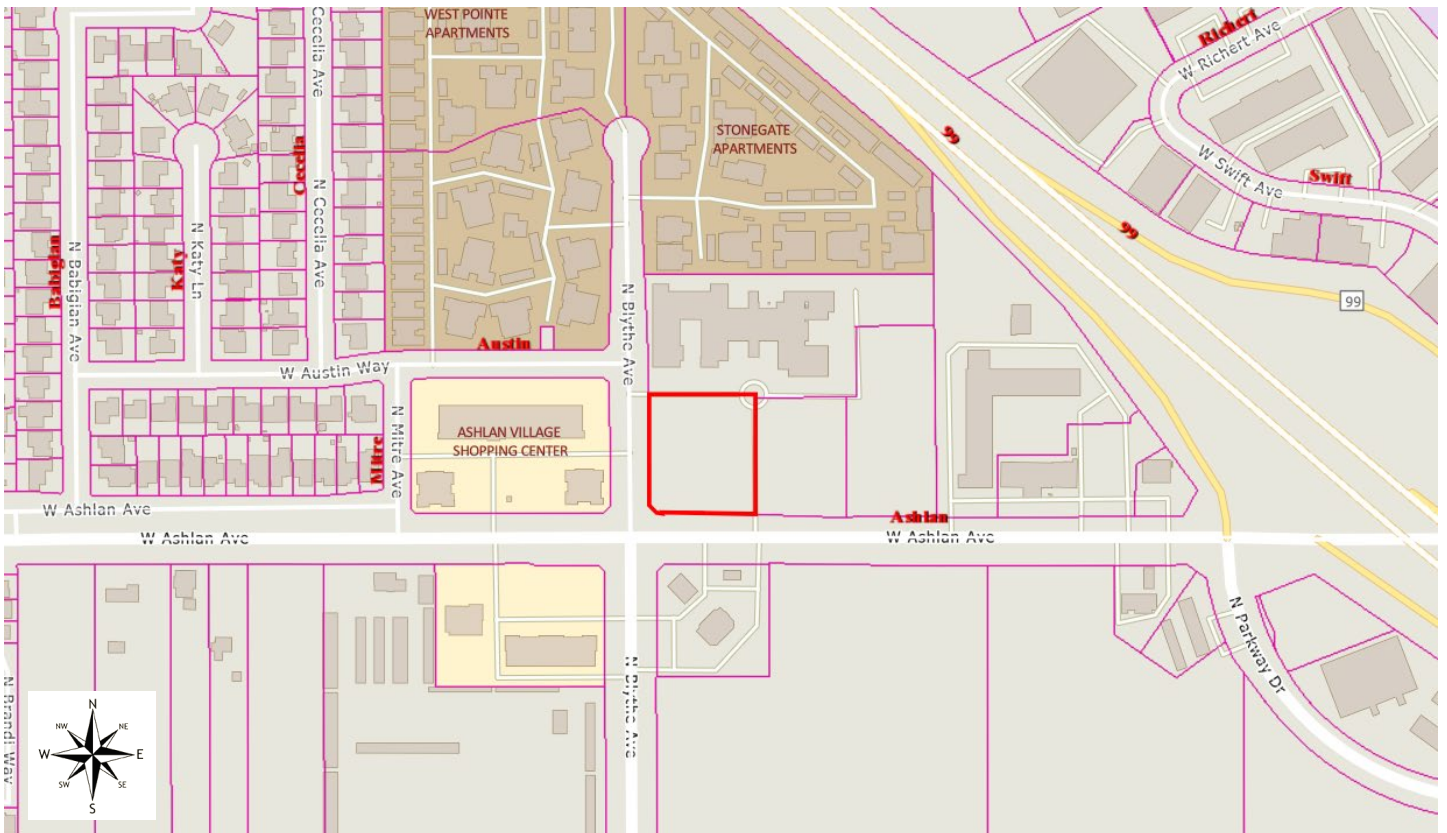 WEST POINTE
APARTMENTS
Cecelia Ave
Richert
W Richert Ave
STONEGATE
APARTMENTS
99
W Swift Ave
Swift
Cecelia
N Cecelia Ave
99
Babigian
N Babigian Ave
Katy
N Katy Ln
99
N Blythe Ave
Austin
W Austin Way
N Mitre Ave
Mitre
ASHLAN VILLAGE
SHOPPING CENTER
W Ashlan Ave
W Ashlan Ave
Ashlan
W Ashlan Ave
N Parkway Dr
N Blythe Ave
N Brandi Way
N
NW
NE
W
E
SW
SE
S